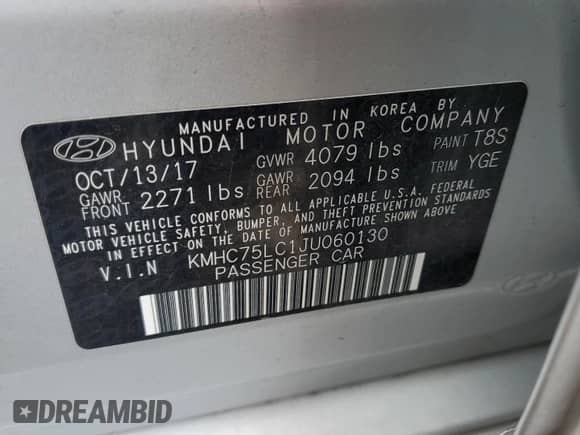 MANUFACTURED IN KOREA BY
HYUNDAI MOTOR COMPANY
OCT/13/17 GVWR 4079 lbs PAINT T8S
GAWR FRONT 2271 lbs GAWR REAR 2094 lbs TRIM YGE
THIS VEHICLE CONFORMS TO ALL APPLICABLE U.S.A. FEDERAL
MOTOR VEHICLE SAFETY, BUMPER, AND THEFT PREVENTION STANDARDS
IN EFFECT ON THE DATE OF MANUFACTURE SHOWN ABOVE.
V.I.N KMHC75LC1JU060130
PASSENGER CAR
DREAMBID